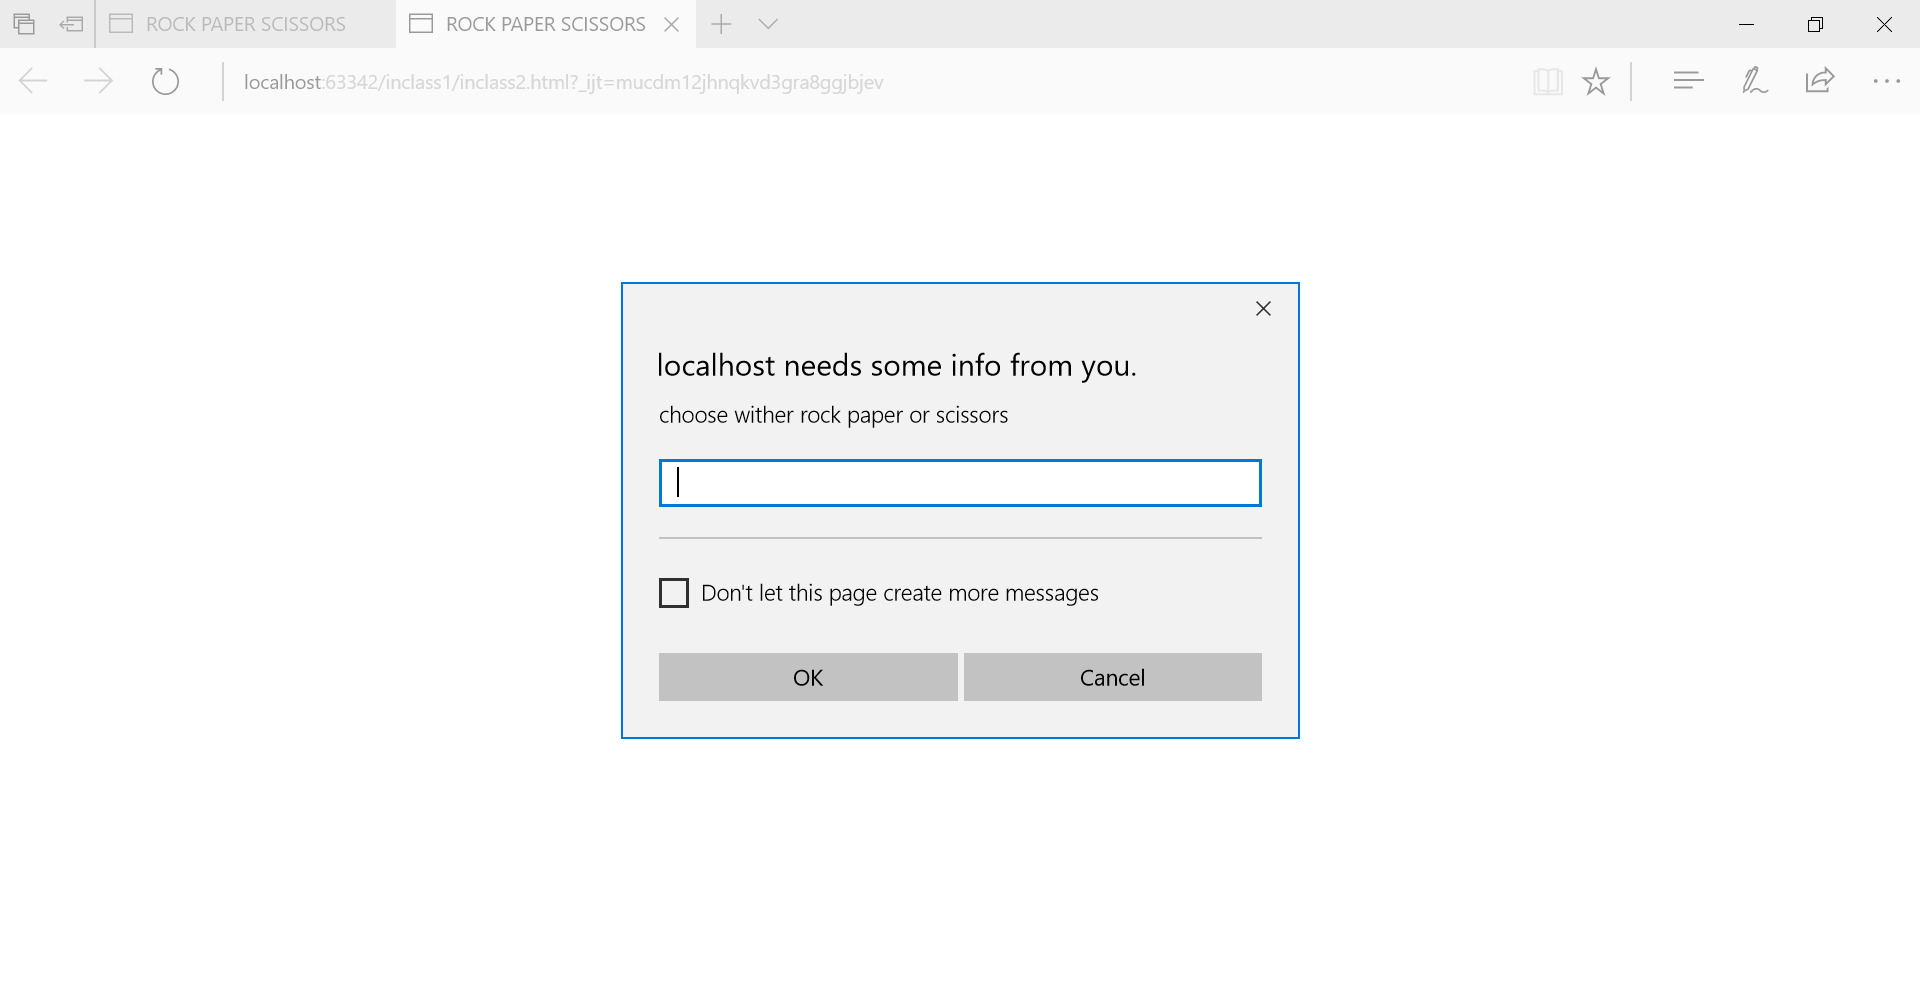 ROCK PAPER SCISSORS
ROCK PAPER SCISSORS
localhost:63342/inclass1/inclass2.html?_ijt=mucdm12jhnqkvd3gra8ggjbjev
localhost needs some info from you.
choose wither rock paper or scissors
Don't let this page create more messages
OK
Cancel